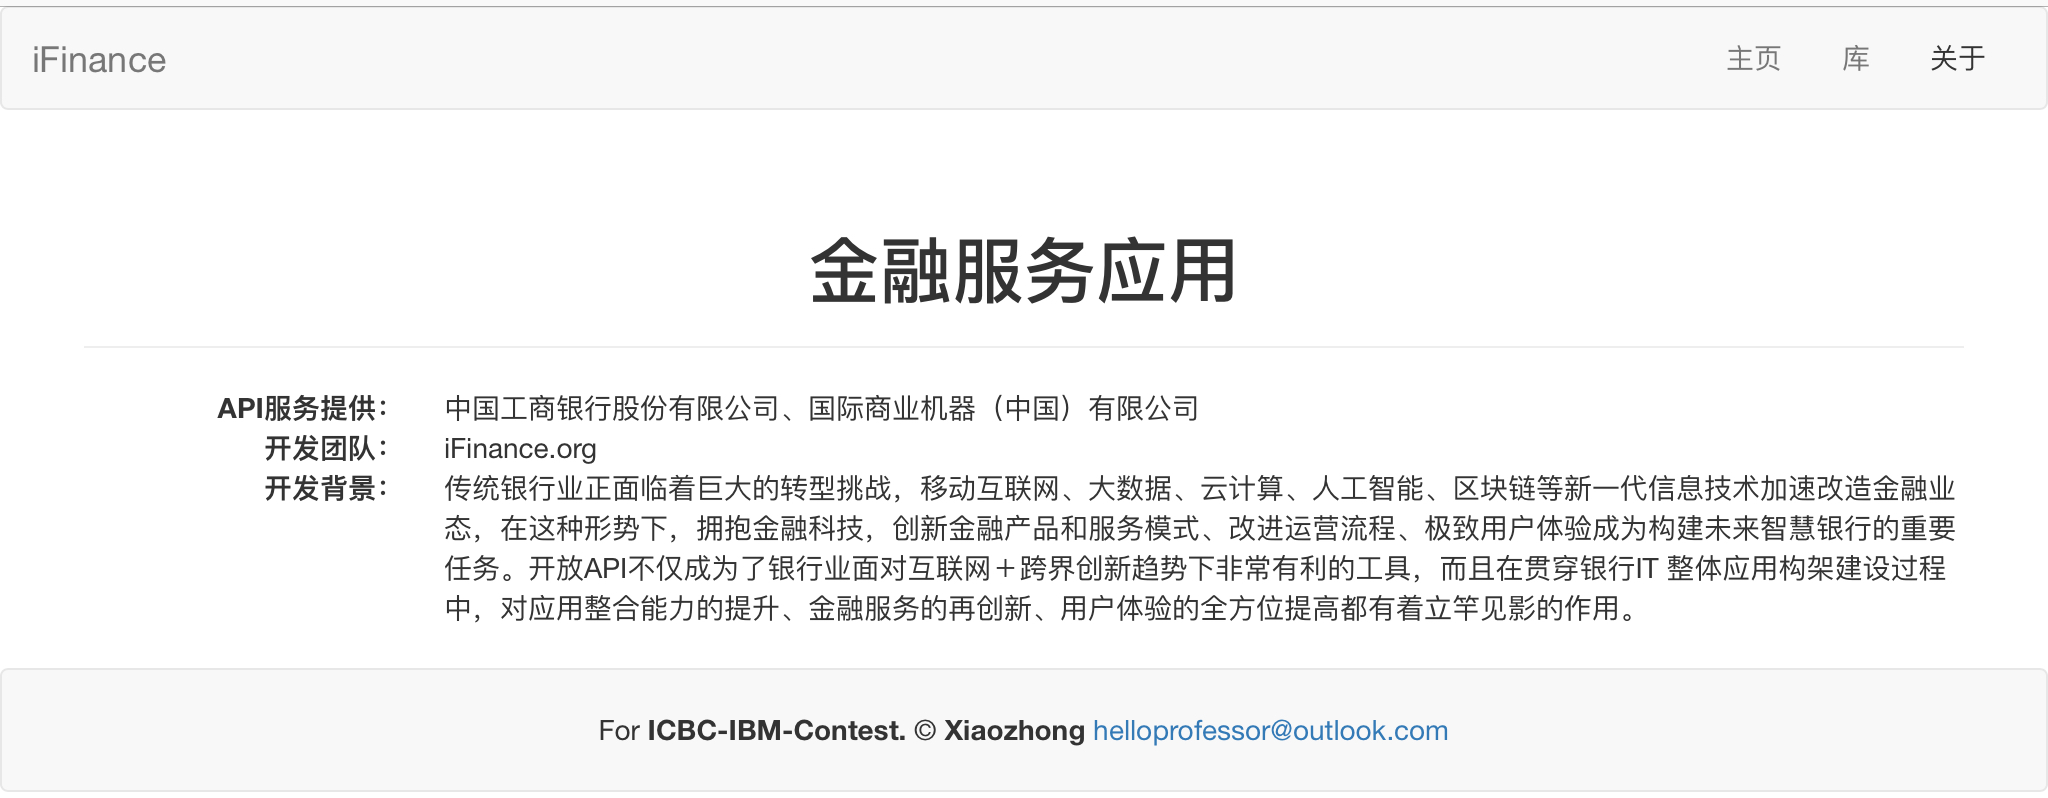 iFinance
主页 库 关于
金融服务应用
API服务提供： 中国工商银行股份有限公司、国际商业机器（中国）有限公司
开发团队： iFinance.org
开发背景： 传统银行业正面临着巨大的转型挑战，移动互联网、大数据、云计算、人工智能、区块链等新一代信息技术加速改造金融业
态，在这种形势下，拥抱金融科技，创新金融产品和服务模式、改进运营流程、极致用户体验成为构建未来智慧银行的重要
任务。开放API不仅成为了银行业面对互联网＋跨界创新趋势下非常有利的工具，而且在贯穿银行IT 整体应用构架建设过程
中，对应用整合能力的提升、金融服务的再创新、用户体验的全方位提高都有着立竿见影的作用。
For ICBC-IBM-Contest. © Xiaozhong helloprofessor@outlook.com